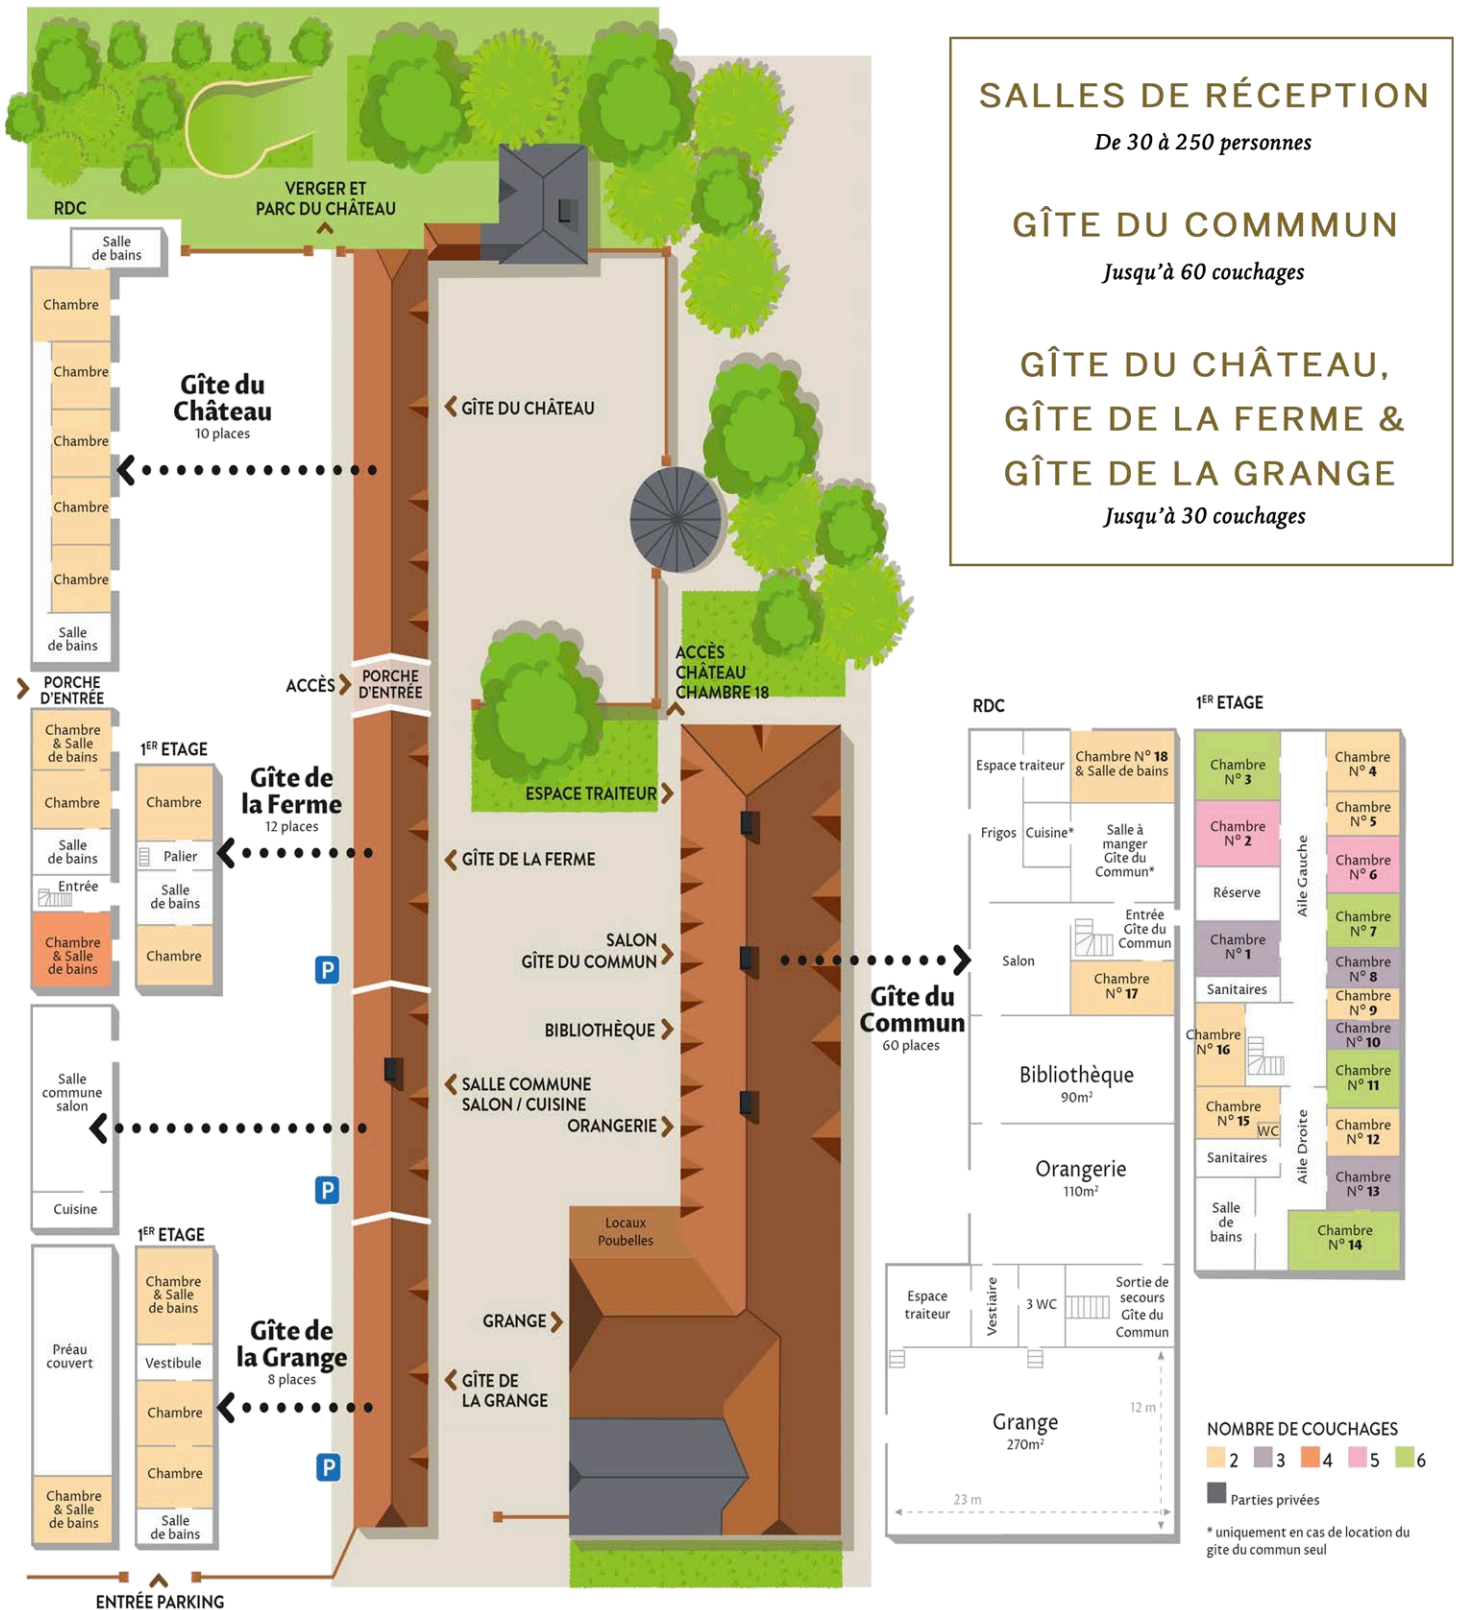 SALLES DE RÉCEPTION
De 30 à 250 personnes
GÎTE DU COMMMUN
Jusqu'à 60 couchages
GÎTE DU CHÂTEAU,
GÎTE DE LA FERME &
GÎTE DE LA GRANGE
Jusqu'à 30 couchages
VERGER ET
PARC DU CHÂTEAU
RDC
Salle
de bains
Chambre
Chambre
Chambre
Chambre
Chambre
Salle
de bains
Gîte du
Château
10 places
GÎTE DU CHÂTEAU
PORCHE
D'ENTRÉE
ACCÈS
PORCHE
D'ENTRÉE
ACCÈS
CHÂTEAU
CHAMBRE 18
Chambre
& Salle
de bains
Chambre
Salle
de bains
Entrée
Chambre
& Salle
de bains
1ER ETAGE
Chambre
Palier
Salle
de bains
Chambre
Gîte de
la Ferme
12 places
GÎTE DE LA FERME
ESPACE TRAITEUR
SALON
GÎTE DU COMMUN
BIBLIOTHÈQUE
SALLE COMMUNE
SALON / CUISINE
ORANGERIE
P
P
P
Salle
commune
salon
Cuisine
Préau
couvert
Chambre
& Salle
de bains
1ER ETAGE
Chambre
& Salle
de bains
Vestibule
Chambre
Chambre
Salle
de bains
Gîte de
la Grange
8 places
Locaux
Poubelles
GRANGE
GÎTE DE
LA GRANGE
ENTRÉE PARKING
Gîte du
Commun
60 places
RDC
Espace traiteur
Chambre N° 18
& Salle de bains
Frigos
Cuisine*
Salle à
manger
Gîte du
Commun*
Entrée
Gîte du
Commun
Salon
Chambre
N° 17
Bibliothèque
90m²
Orangerie
110m²
Espace
traiteur
Vestiaire
3 WC
Sortie de
secours
Gîte du
Commun
Grange
270m²
12 m
23 m
1ER ETAGE
Chambre
N° 3
Chambre
N° 2
Réserve
Chambre
N° 1
Sanitaires
Chambre
N° 16
Chambre
N° 15
WC
Sanitaires
Salle
de
bains
Aile Gauche
Aile Droite
Chambre
N° 4
Chambre
N° 5
Chambre
N° 6
Chambre
N° 7
Chambre
N° 8
Chambre
N° 9
Chambre
N° 10
Chambre
N° 11
Chambre
N° 12
Chambre
N° 13
Chambre
N° 14
NOMBRE DE COUCHAGES
2 3 4 5 6
Parties privées
* uniquement en cas de location du
gite du commun seul